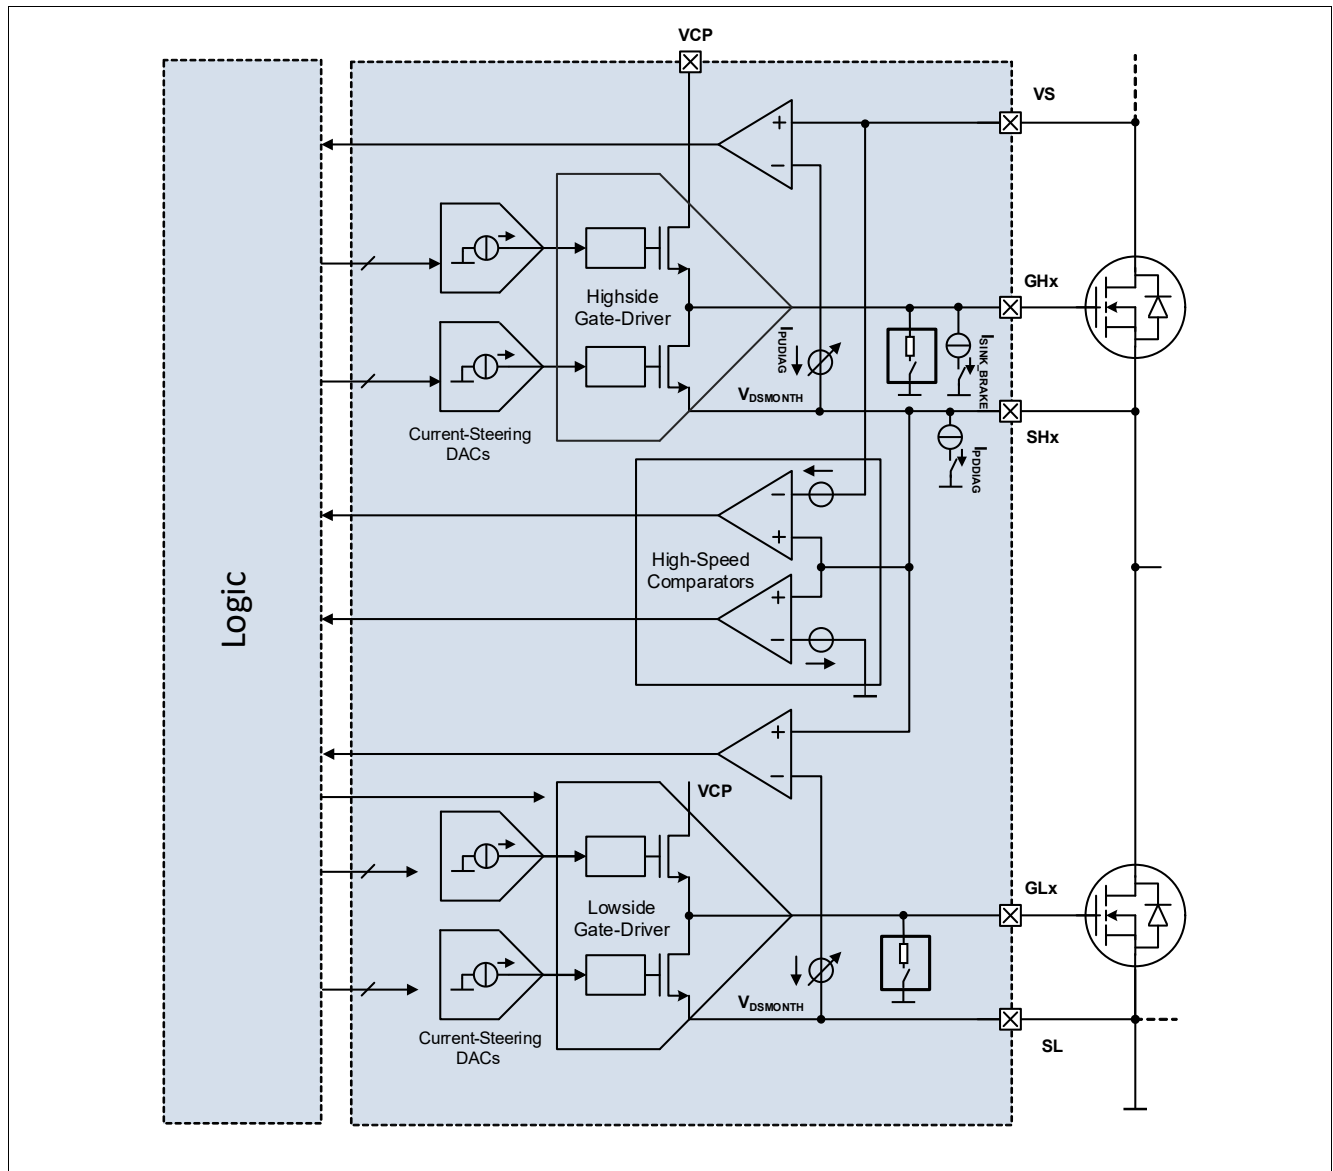 VCP
VS
+
−
GHx
Highside
Gate-Driver
IPUDIAG
ISINK_BRAKE
VDSMONTH
SHx
Current-Steering
DACs
IPDDIAG
−
+
High-Speed
Comparators
+
−
Logic
+
−
VCP
GLx
Lowside
Gate-Driver
VDSMONTH
Current-Steering
DACs
SL